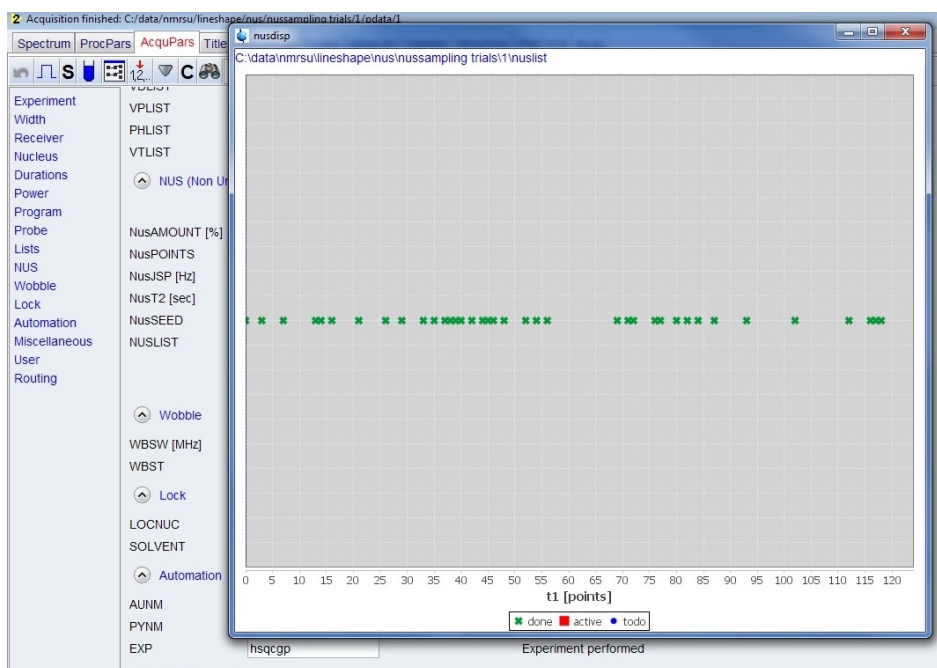 2 Acquisition finished: C:/data/nmrsu/lineshape/nus/nussampling trials/1/pdata/1
Spectrum ProcPars AcquPars Title
S 1,2,.. C
nusdisp
C:\data\nmrsu\lineshape\nus\nussampling trials\1\nuslist
Experiment
Width
Receiver
Nucleus
Durations
Power
Program
Probe
Lists
NUS
Wobble
Lock
Automation
Miscellaneous
User
Routing
VDLIST
VPLIST
PHLIST
VTLIST
NUS (Non Un
NusAMOUNT [%]
NusPOINTS
NusJSP [Hz]
NusT2 [sec]
NusSEED
NUSLIST
Wobble
WBSW [MHz]
WBST
Lock
LOCNUC
SOLVENT
Automation
AUNM
PYNM
EXP hsqcgp Experiment performed
0 5 10 15 20 25 30 35 40 45 50 55 60 65 70 75 80 85 90 95 100 105 110 115 120
t1 [points]
done active todo